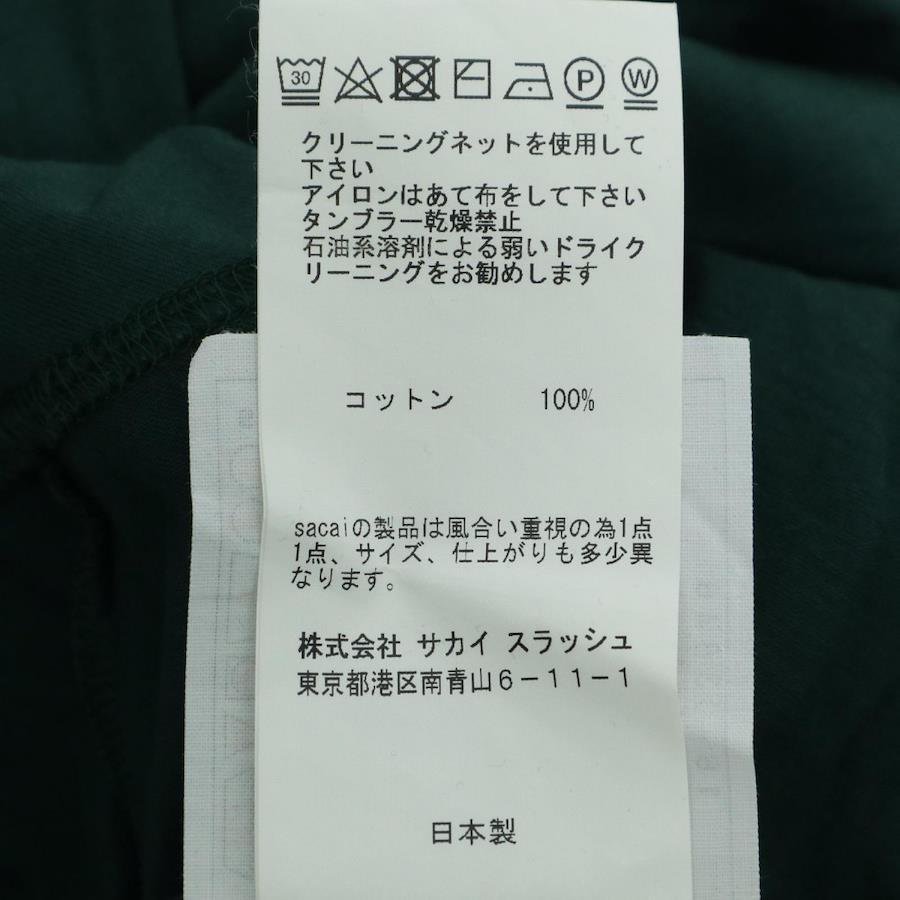 30 P W
クリーニングネットを使用して
下さい
アイロンはあて布をして下さい
タンブラー乾燥禁止
石油系溶剤による弱いドライク
リーニングをお勧めします
コットン 100%
sacaiの製品は風合い重視の為1点
1点、サイズ、仕上がりも多少異
なります。
株式会社 サカイ スラッシュ
東京都港区南青山6-11-1
日本製